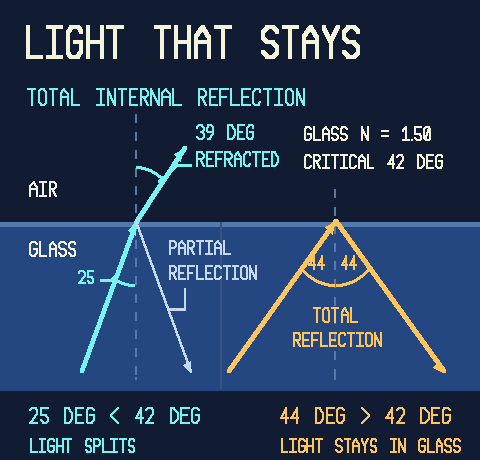 LIGHT THAT STAYS
TOTAL INTERNAL REFLECTION
39 DEG
REFRACTED
GLASS N = 1.50
CRITICAL 42 DEG
AIR
GLASS
25
PARTIAL
REFLECTION
44 44
TOTAL
REFLECTION
25 DEG < 42 DEG
LIGHT SPLITS
44 DEG > 42 DEG
LIGHT STAYS IN GLASS